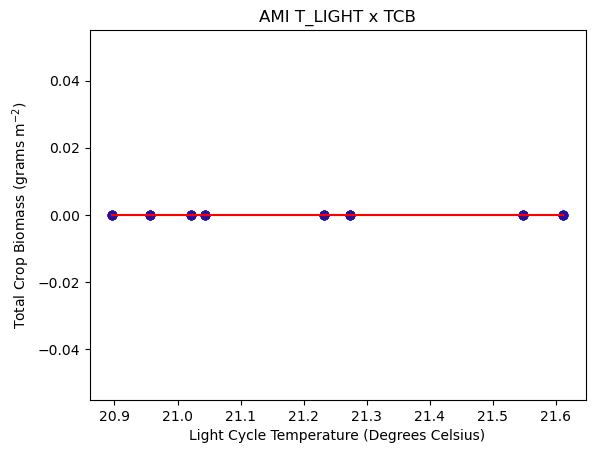 AMI T_LIGHT x TCB
Total Crop Biomass (grams m⁻²)
0.04
0.02
0.00
−0.02
−0.04
20.9 21.0 21.1 21.2 21.3 21.4 21.5 21.6
Light Cycle Temperature (Degrees Celsius)